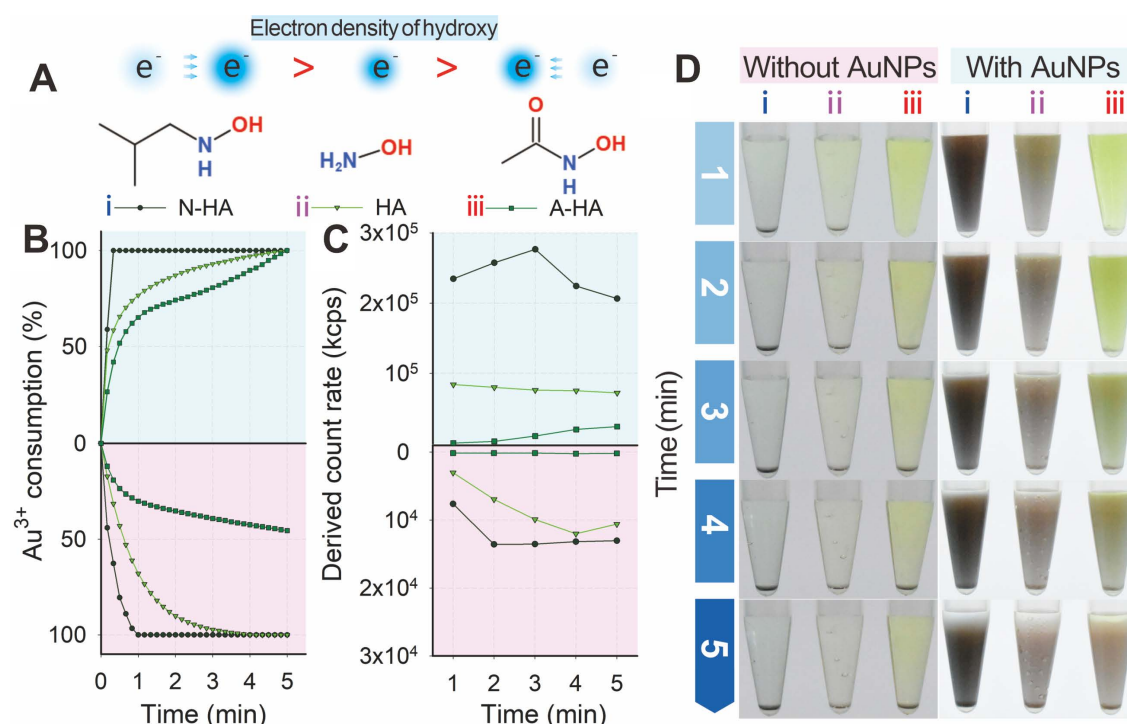 Electron density of hydroxy
A
e⁻ e⁻ > e⁻ > e⁻ e⁻
OH
N
H
H₂N
OH
O
OH
N
H
i N-HA
ii HA
iii A-HA
B
Au³⁺ consumption (%)
100
50
0
50
100
0 1 2 3 4 5
Time (min)
C
Derived count rate (kcps)
3x10⁵
2x10⁵
10⁵
0
10⁴
2x10⁴
3x10⁴
1 2 3 4 5
Time (min)
D
Without AuNPs
With AuNPs
i ii iii i ii iii
Time (min)
1
2
3
4
5